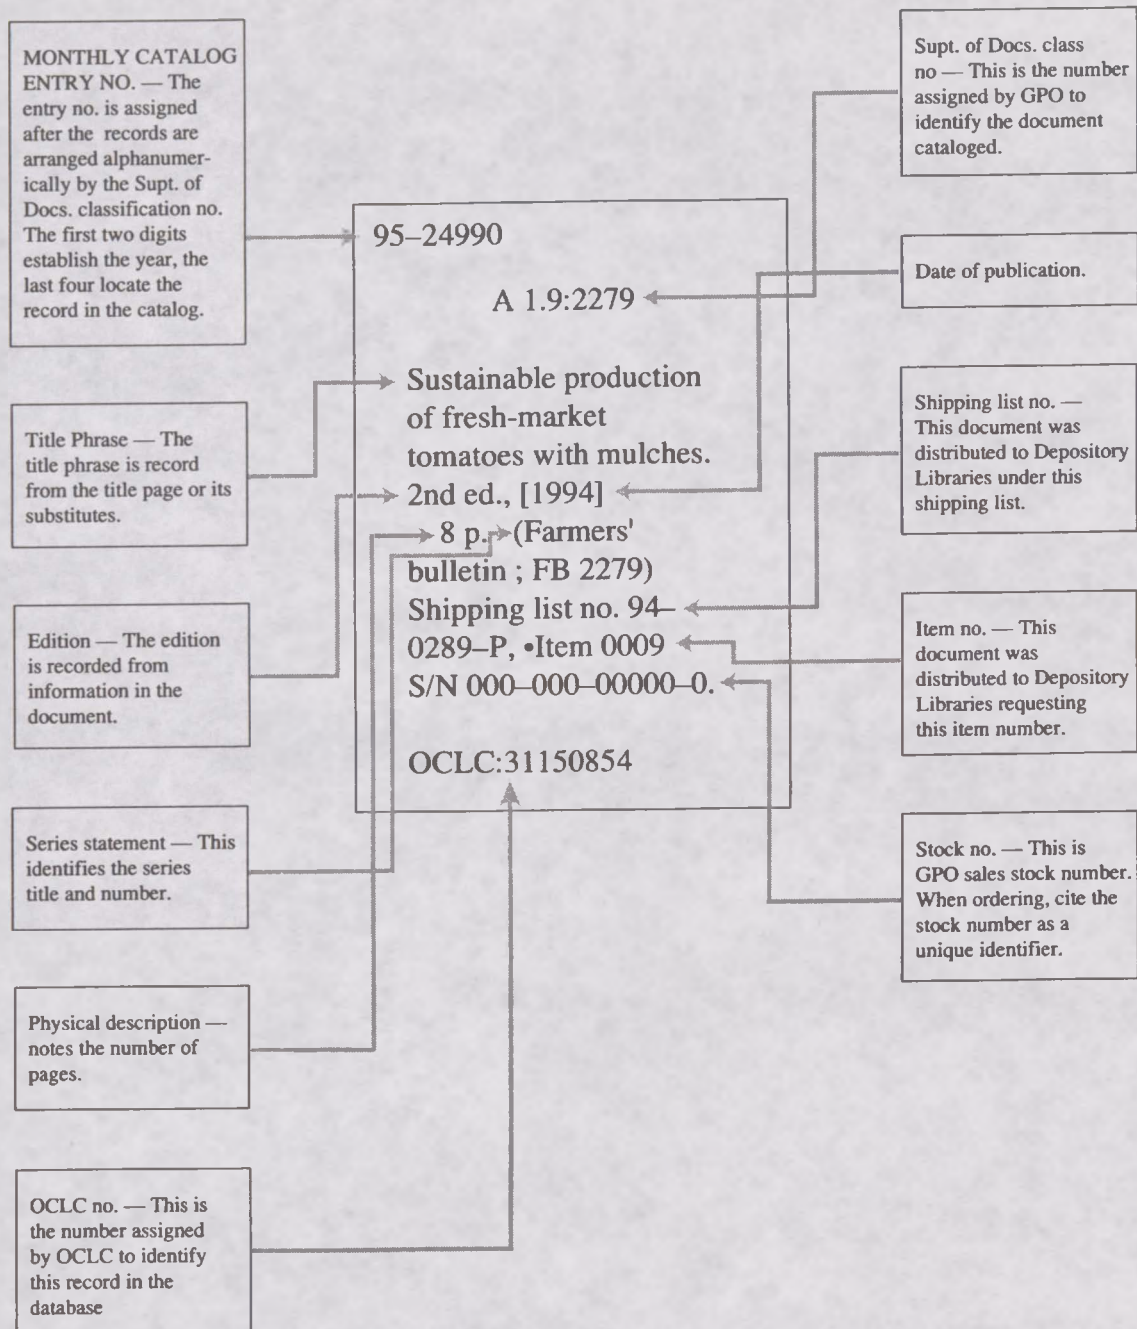 MONTHLY CATALOG
ENTRY NO. — The
entry no. is assigned
after the records are
arranged alphanumer-
ically by the Supt. of
Docs. classification no.
The first two digits
establish the year, the
last four locate the
record in the catalog.
Title Phrase — The
title phrase is record
from the title page or its
substitutes.
Edition — The edition
is recorded from
information in the
document.
Series statement — This
identifies the series
title and number.
Physical description —
notes the number of
pages.
OCLC no. — This is
the number assigned
by OCLC to identify
this record in the
database
95–24990
A 1.9:2279
Sustainable production
of fresh-market
tomatoes with mulches.
2nd ed., [1994]
8 p. (Farmers'
bulletin ; FB 2279)
Shipping list no. 94–
0289–P, •Item 0009
S/N 000–000–00000–0.
OCLC:31150854
Supt. of Docs. class
no — This is the number
assigned by GPO to
identify the document
cataloged.
Date of publication.
Shipping list no. —
This document was
distributed to Depository
Libraries under this
shipping list.
Item no. — This
document was
distributed to Depository
Libraries requesting
this item number.
Stock no. — This is
GPO sales stock number.
When ordering, cite the
stock number as a
unique identifier.